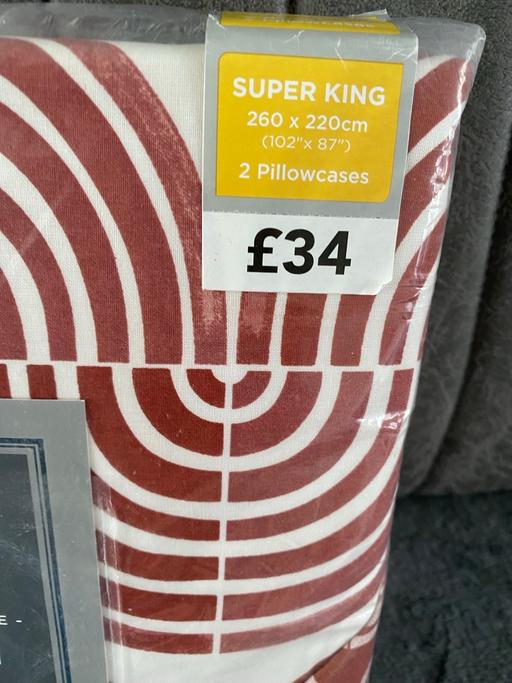 SUPER KING
260 x 220cm
(102"x 87")
2 Pillowcases
£34
E -